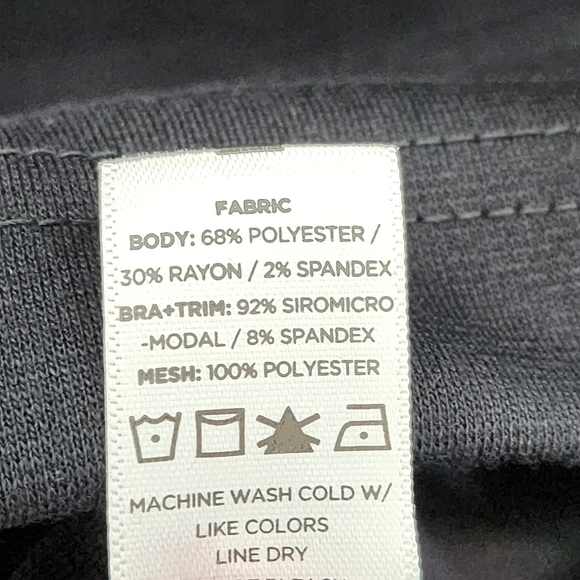 FABRIC
BODY: 68% POLYESTER /
30% RAYON / 2% SPANDEX
BRA+TRIM: 92% SIROMICRO
-MODAL / 8% SPANDEX
MESH: 100% POLYESTER
MACHINE WASH COLD W/
LIKE COLORS
LINE DRY